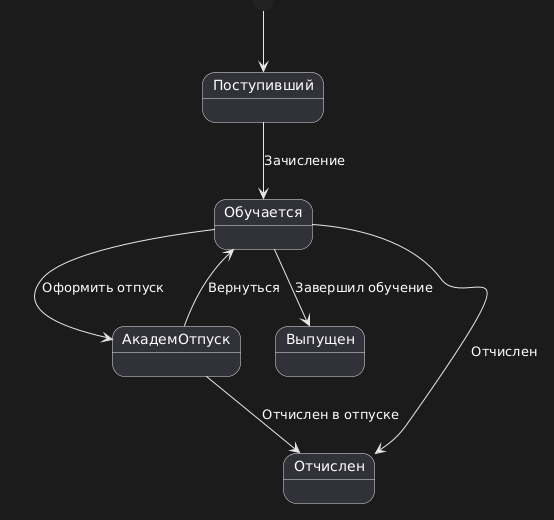 Поступивший
Зачисление
Обучается
Оформить отпуск
Вернуться
Завершил обучение
АкадемОтпуск
Выпущен
Отчислен
Отчислен в отпуске
Отчислен